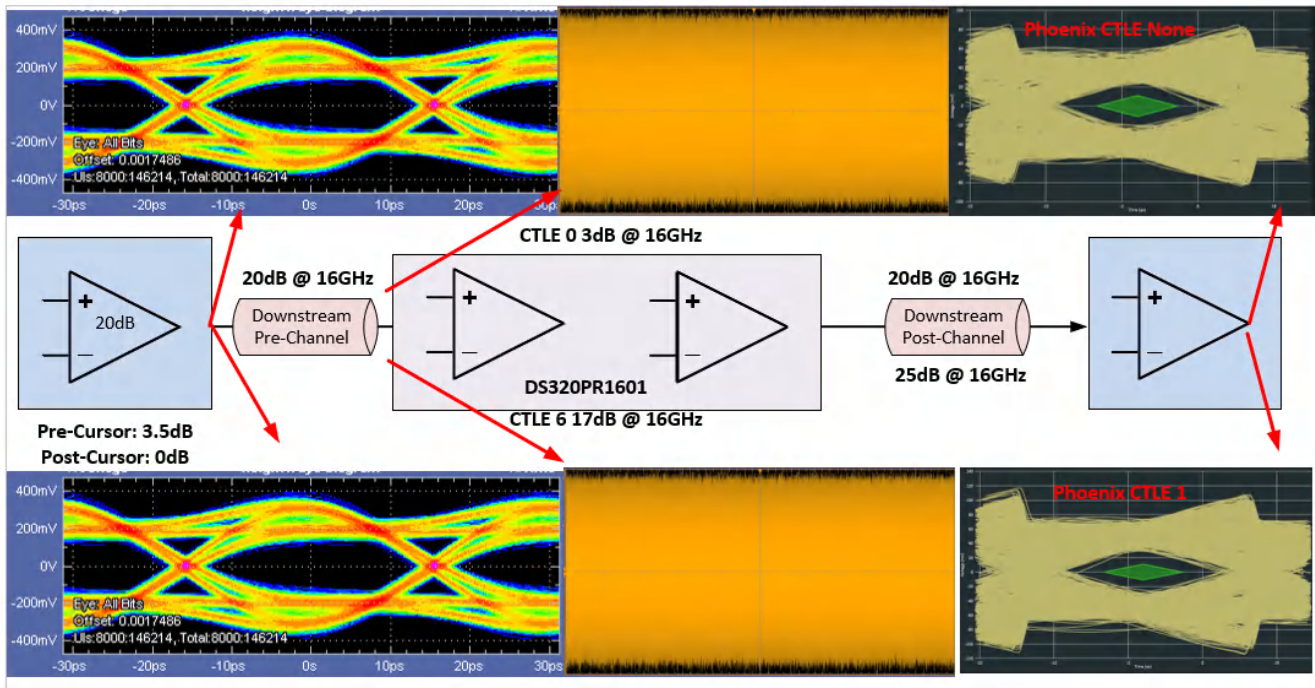 400mV
200mV
0V
-200mV
-400mV
Eye: All Bits
Offset: 0.0017486
UIs:8000:146214, Total:8000:146214
-30ps
-20ps
-10ps
0s
10ps
20ps
Phoenix CTLE None
CTLE 0 3dB @ 16GHz
20dB @ 16GHz
20dB @ 16GHz
+
20dB
−
Downstream
Pre-Channel
+
−
+
−
Downstream
Post-Channel
+
−
DS320PR1601
25dB @ 16GHz
CTLE 6 17dB @ 16GHz
Pre-Cursor: 3.5dB
Post-Cursor: 0dB
400mV
200mV
0V
-200mV
-400mV
Eye: All Bits
Offset: 0.0017486
UIs:8000:146214, Total:8000:146214
-30ps
-20ps
-10ps
0s
10ps
20ps
Phoenix CTLE 1